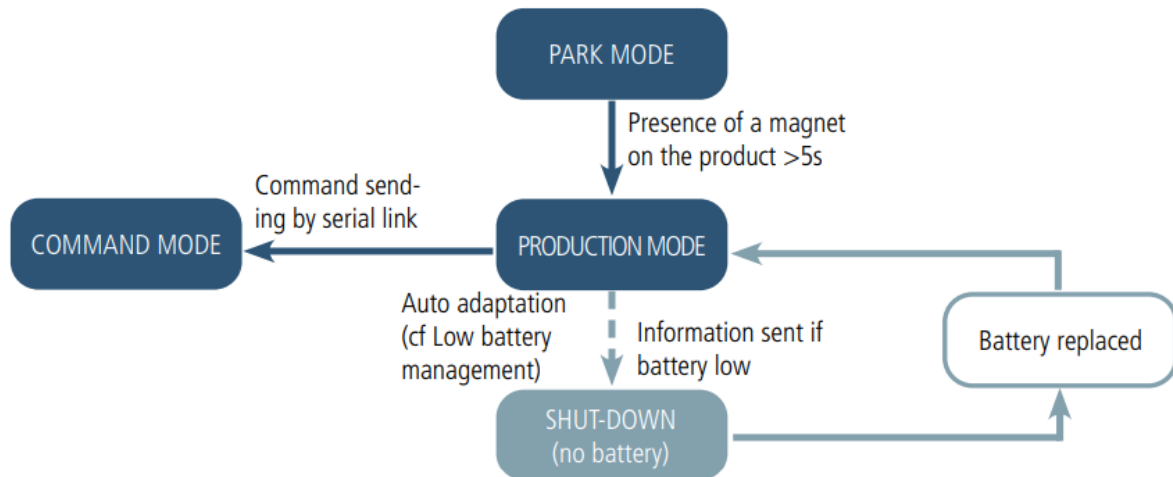 PARK MODE
Presence of a magnet
on the product >5s
Command send-
ing by serial link
COMMAND MODE
PRODUCTION MODE
Auto adaptation
(cf Low battery
management)
Information sent if
battery low
Battery replaced
SHUT-DOWN
(no battery)